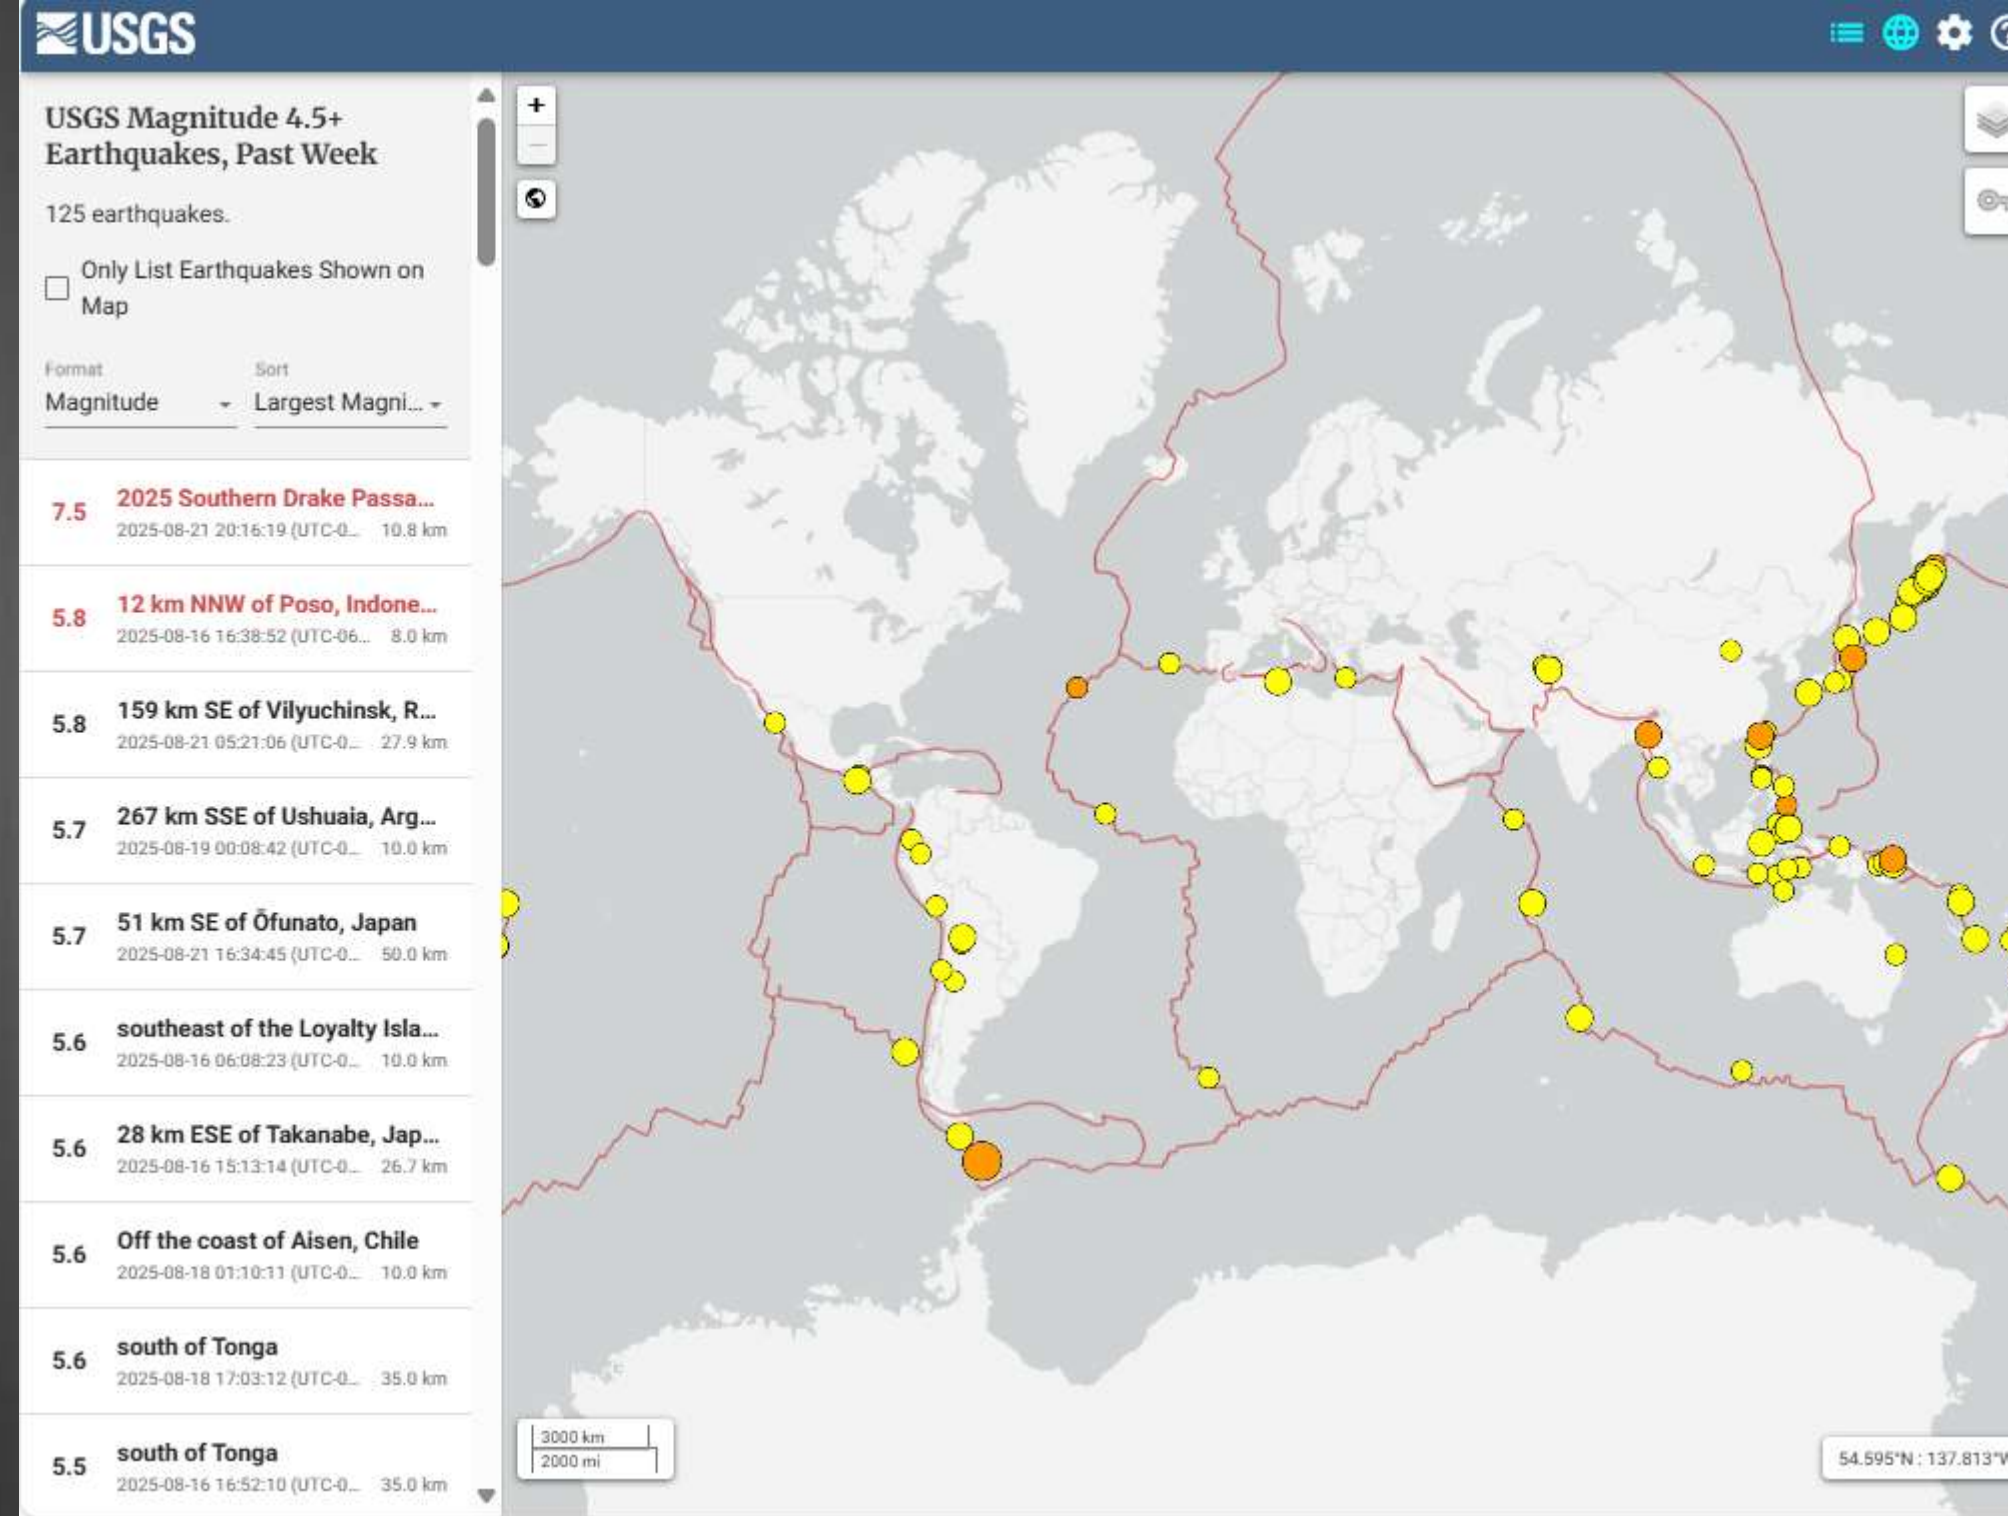 USGS
USGS Magnitude 4.5+
Earthquakes, Past Week
125 earthquakes.
Only List Earthquakes Shown on
Map
Format
Sort
Magnitude
Largest Magni...
7.5
2025 Southern Drake Passa...
2025-08-21 20:16:19 (UTC-0... 10.8 km
5.8
12 km NNW of Poso, Indone...
2025-08-16 16:38:52 (UTC-06... 8.0 km
5.8
159 km SE of Vilyuchinsk, R...
2025-08-21 05:21:06 (UTC-0... 27.9 km
5.7
267 km SSE of Ushuaia, Arg...
2025-08-19 00:08:42 (UTC-0... 10.0 km
5.7
51 km SE of Ōfunato, Japan
2025-08-21 16:34:45 (UTC-0... 50.0 km
5.6
southeast of the Loyalty Isla...
2025-08-16 06:08:23 (UTC-0... 10.0 km
5.6
28 km ESE of Takanabe, Jap...
2025-08-16 15:13:14 (UTC-0... 26.7 km
5.6
Off the coast of Aisen, Chile
2025-08-18 01:10:11 (UTC-0... 10.0 km
5.6
south of Tonga
2025-08-18 17:03:12 (UTC-0... 35.0 km
5.5
south of Tonga
2025-08-16 16:52:10 (UTC-0... 35.0 km
+
−
3000 km
2000 mi
54.595°N : 137.813°W